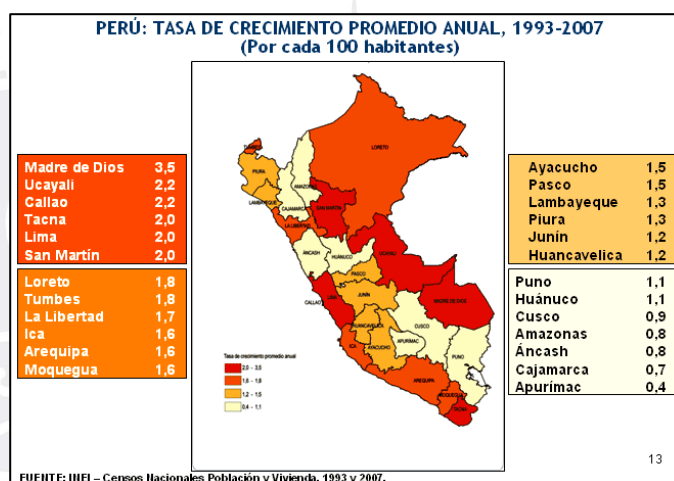 PERÚ: TASA DE CRECIMIENTO PROMEDIO ANUAL, 1993-2007
(Por cada 100 habitantes)
Madre de Dios 3,5
Ucayali 2,2
Callao 2,2
Tacna 2,0
Lima 2,0
San Martín 2,0
Loreto 1,8
Tumbes 1,8
La Libertad 1,7
Ica 1,6
Arequipa 1,6
Moquegua 1,6
TUMBES
PIURA
LORETO
AMAZONAS
LAMBAYEQUE
CAJAMARCA
SAN MARTIN
LA LIBERTAD
ÁNCASH
HUÁNUCO
UCAYALI
PASCO
JUNÍN
CALLAO
LIMA
MADRE DE DIOS
HUANCAVELICA
CUSCO
ICA
AYACUCHO
APURÍMAC
PUNO
AREQUIPA
MOQUEGUA
TACNA
Tasa de crecimiento promedio anual
2,0 - 3,5
1,6 - 1,8
1,2 - 1,5
0,4 - 1,1
Ayacucho 1,5
Pasco 1,5
Lambayeque 1,3
Piura 1,3
Junín 1,2
Huancavelica 1,2
Puno 1,1
Huánuco 1,1
Cusco 0,9
Amazonas 0,8
Áncash 0,8
Cajamarca 0,7
Apurímac 0,4
13
FUENTE: INEI – Censos Nacionales Población y Vivienda, 1993 y 2007.